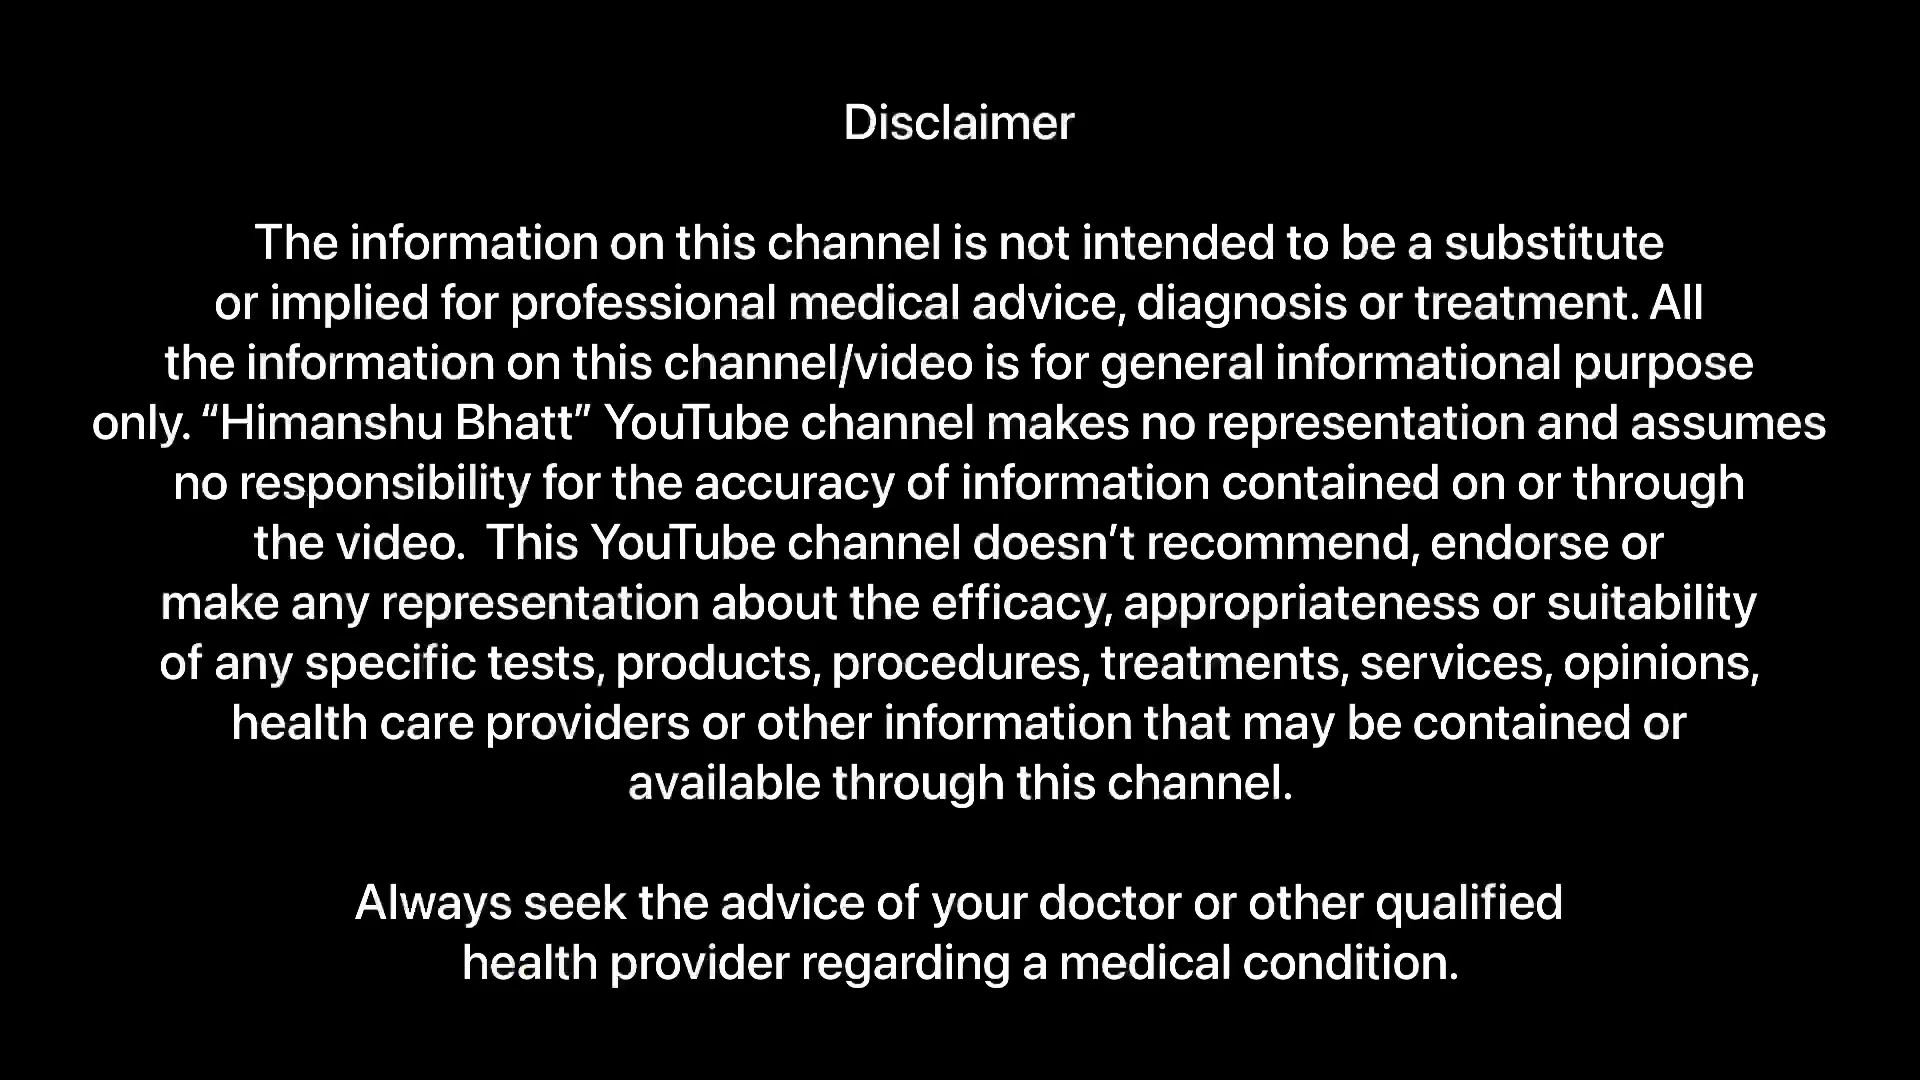 Disclaimer
The information on this channel is not intended to be a substitute
or implied for professional medical advice, diagnosis or treatment. All
the information on this channel/video is for general informational purpose
only. “Himanshu Bhatt” YouTube channel makes no representation and assumes
no responsibility for the accuracy of information contained on or through
the video.  This YouTube channel doesn’t recommend, endorse or
make any representation about the efficacy, appropriateness or suitability
of any specific tests, products, procedures, treatments, services, opinions,
health care providers or other information that may be contained or
available through this channel.
Always seek the advice of your doctor or other qualified
health provider regarding a medical condition.